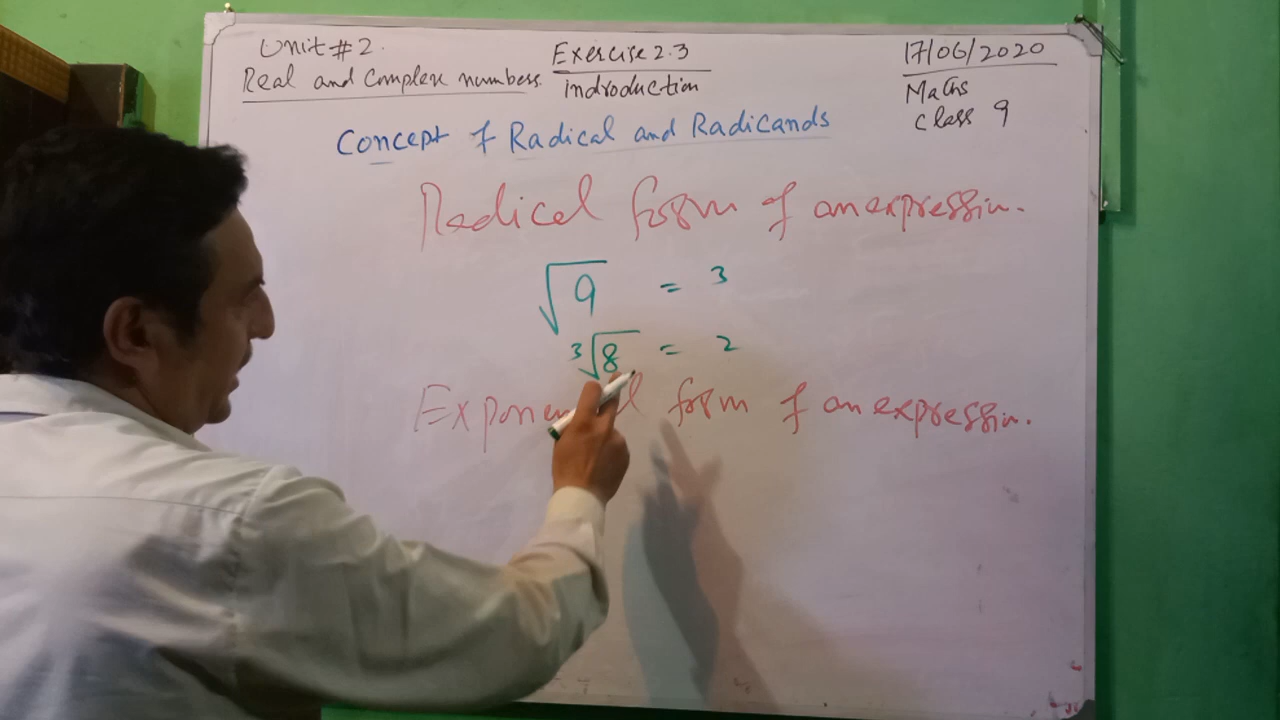 Unit # 2.
Real and Complex numbers.
Exercise 2.3
indroduction
17/06/2020
Maths
class 9
Concept of Radical and Radicands
Radical form of an expression.
√9 = 3
³√8 = 2
form of an expression.